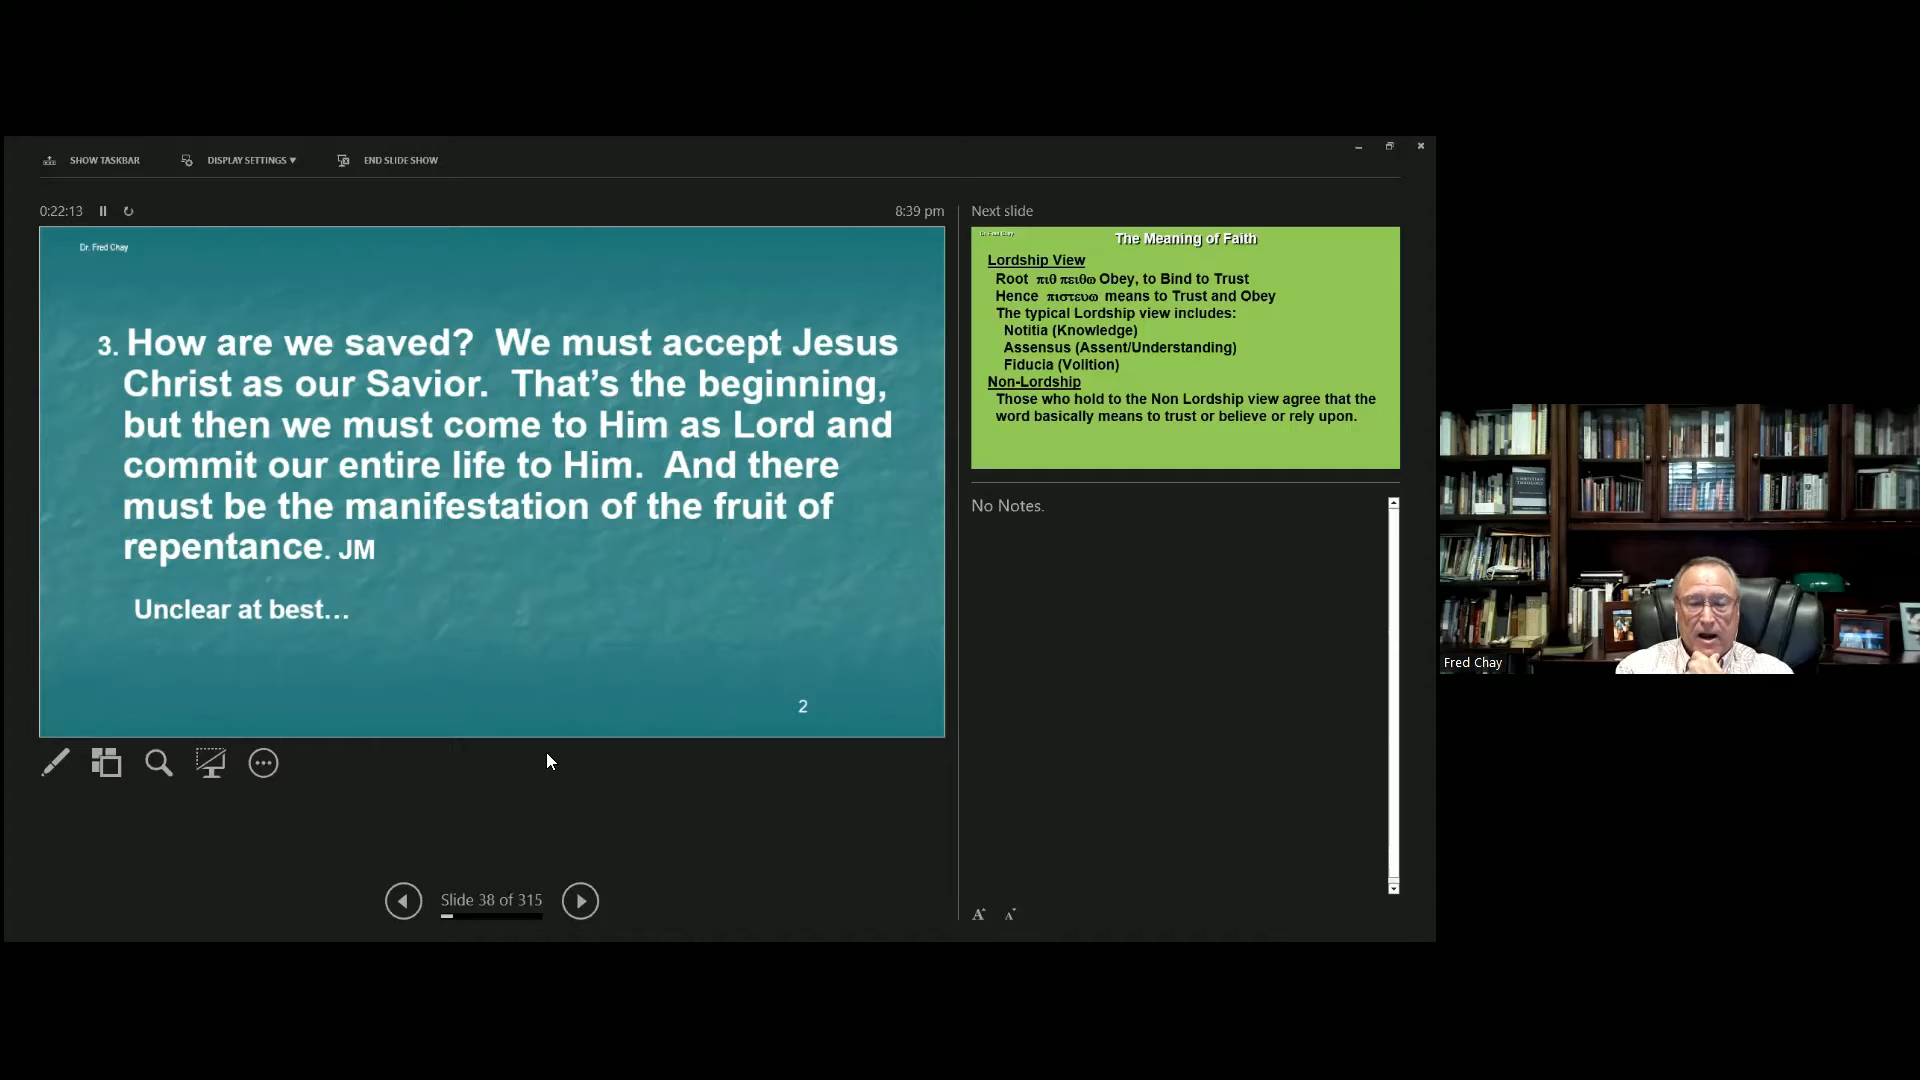 SHOW TASKBAR
DISPLAY SETTINGS ▼
END SLIDE SHOW
0:22:13
8:39 pm
Dr. Fred Chay
3. How are we saved? We must accept Jesus
Christ as our Savior. That’s the beginning,
but then we must come to Him as Lord and
commit our entire life to Him. And there
must be the manifestation of the fruit of
repentance. JM
Unclear at best…
2
Slide 38 of 315
Next slide
Dr. Fred Chay
The Meaning of Faith
Lordship View
Root πιθ πειθω Obey, to Bind to Trust
Hence πιστευω means to Trust and Obey
The typical Lordship view includes:
Notitia (Knowledge)
Assensus (Assent/Understanding)
Fiducia (Volition)
Non-Lordship
Those who hold to the Non Lordship view agree that the
word basically means to trust or believe or rely upon.
No Notes.
A A
CHRISTIAN
THEOLOGY
Fred Chay